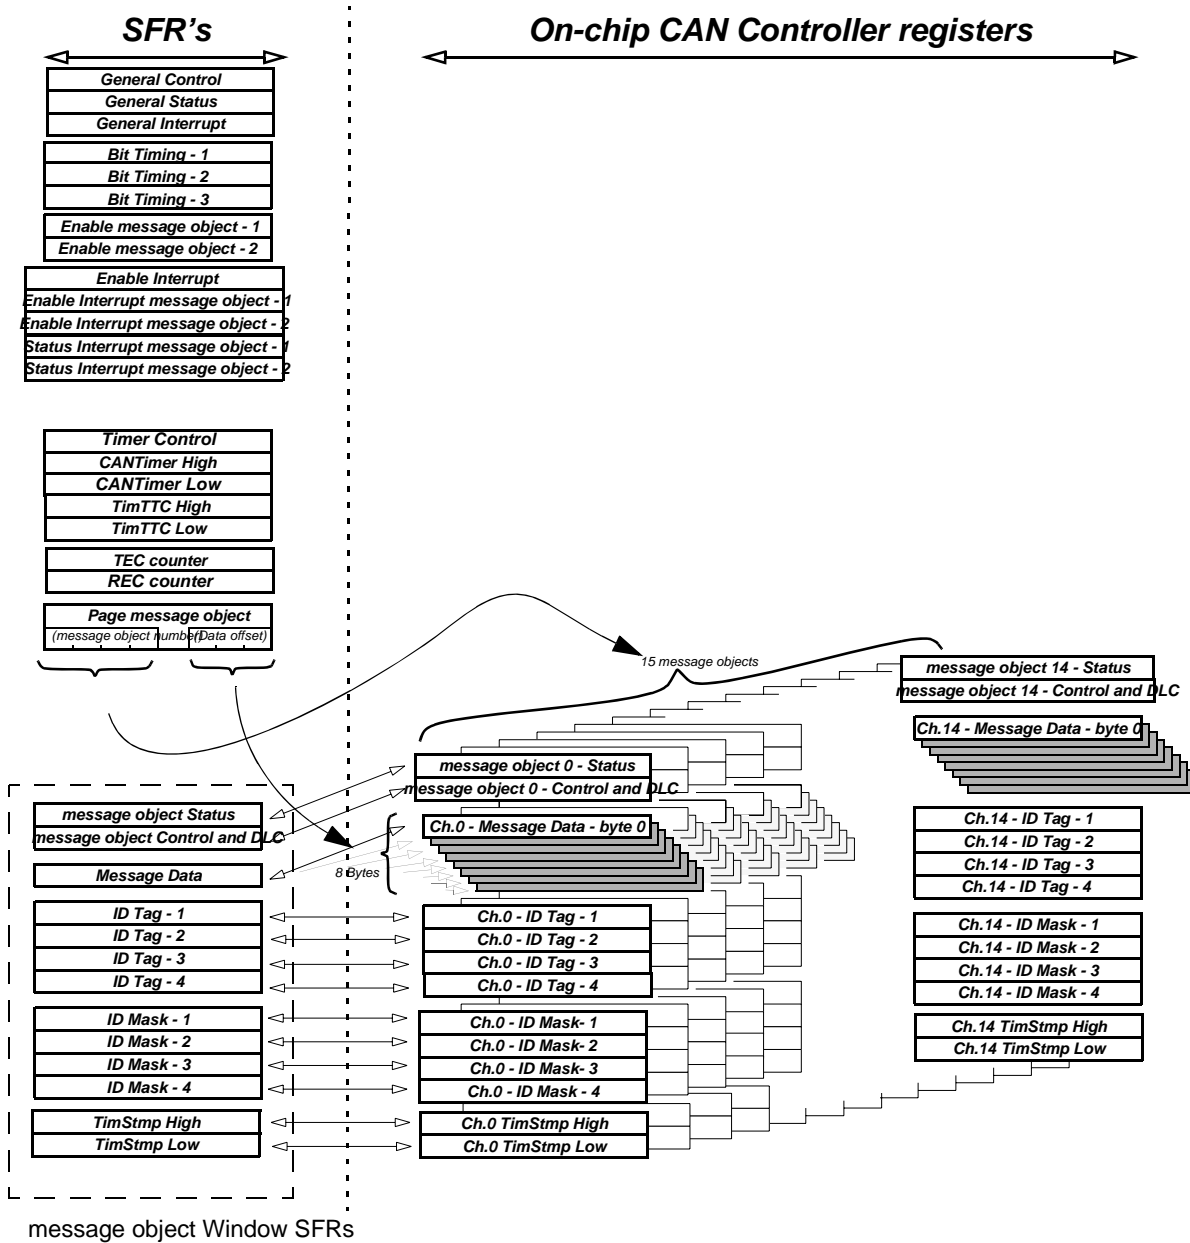 SFR's
On-chip CAN Controller registers
General Control
General Status
General Interrupt
Bit Timing - 1
Bit Timing - 2
Bit Timing - 3
Enable message object - 1
Enable message object - 2
Enable Interrupt
Enable Interrupt message object - 1
Enable Interrupt message object - 2
Status Interrupt message object - 1
Status Interrupt message object - 2
Timer Control
CANTimer High
CANTimer Low
TimTTC High
TimTTC Low
TEC counter
REC counter
Page message object
(message object number)
(Data offset)
15 message objects
message object 14 - Status
message object 14 - Control and DLC
Ch.14 - Message Data - byte 0
Ch.14 - ID Tag - 1
Ch.14 - ID Tag - 2
Ch.14 - ID Tag - 3
Ch.14 - ID Tag - 4
Ch.14 - ID Mask - 1
Ch.14 - ID Mask - 2
Ch.14 - ID Mask - 3
Ch.14 - ID Mask - 4
Ch.14 TimStmp High
Ch.14 TimStmp Low
message object 0 - Status
message object 0 - Control and DLC
Ch.0 - Message Data - byte 0
8 Bytes
Ch.0 - ID Tag - 1
Ch.0 - ID Tag - 2
Ch.0 - ID Tag - 3
Ch.0 - ID Tag - 4
Ch.0 - ID Mask- 1
Ch.0 - ID Mask- 2
Ch.0 - ID Mask- 3
Ch.0 - ID Mask - 4
Ch.0 TimStmp High
Ch.0 TimStmp Low
message object Status
message object Control and DLC
Message Data
ID Tag - 1
ID Tag - 2
ID Tag - 3
ID Tag - 4
ID Mask - 1
ID Mask - 2
ID Mask - 3
ID Mask - 4
TimStmp High
TimStmp Low
message object Window SFRs